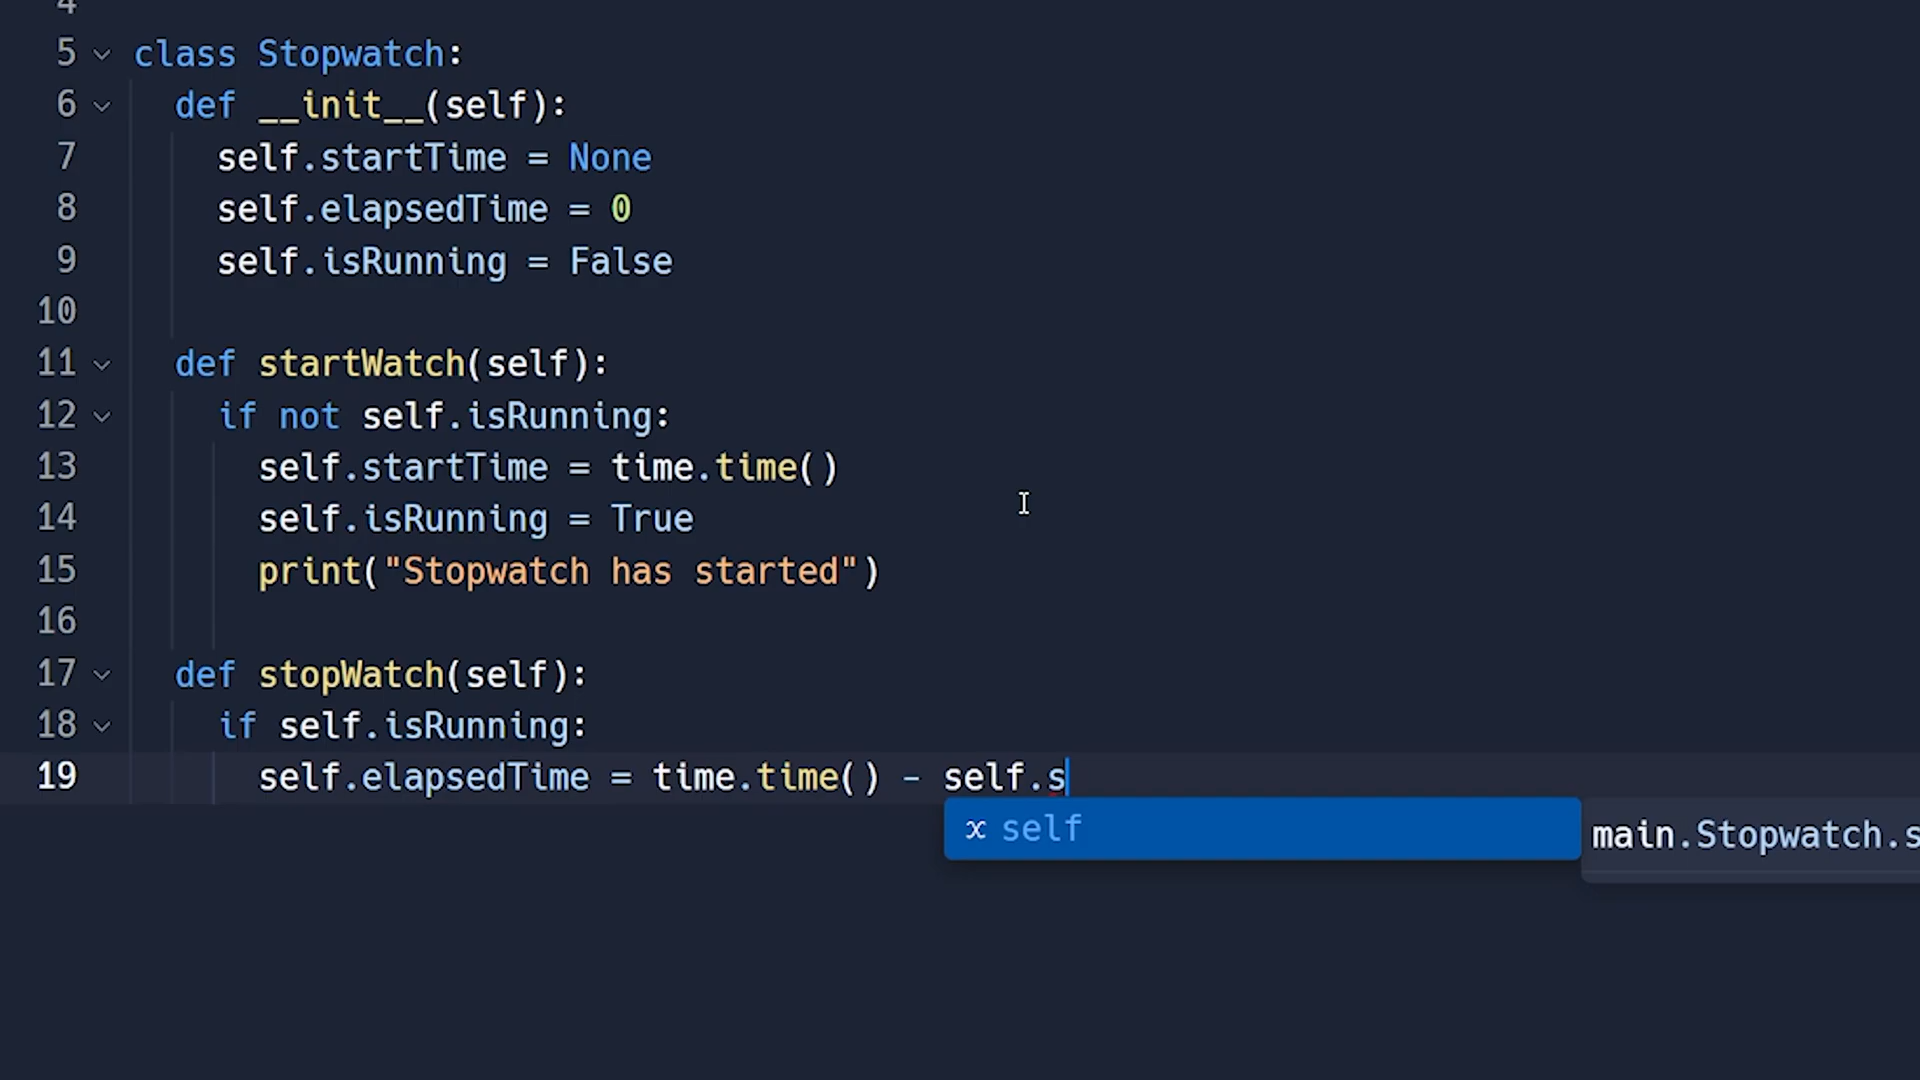 4
5 class Stopwatch:
6 def __init__(self):
7 self.startTime = None
8 self.elapsedTime = 0
9 self.isRunning = False
10
11 def startWatch(self):
12 if not self.isRunning:
13 self.startTime = time.time()
14 self.isRunning = True
15 print("Stopwatch has started")
16
17 def stopWatch(self):
18 if self.isRunning:
19 self.elapsedTime = time.time() - self.s
x self
main.Stopwatch.s